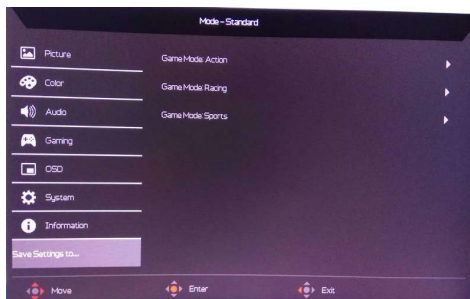 Mode - Standard
Picture
Color
Audio
Gaming
OSD
System
Information
Save Settings to...
Game Mode: Action
Game Mode: Racing
Game Mode: Sports
Move
Enter
Exit